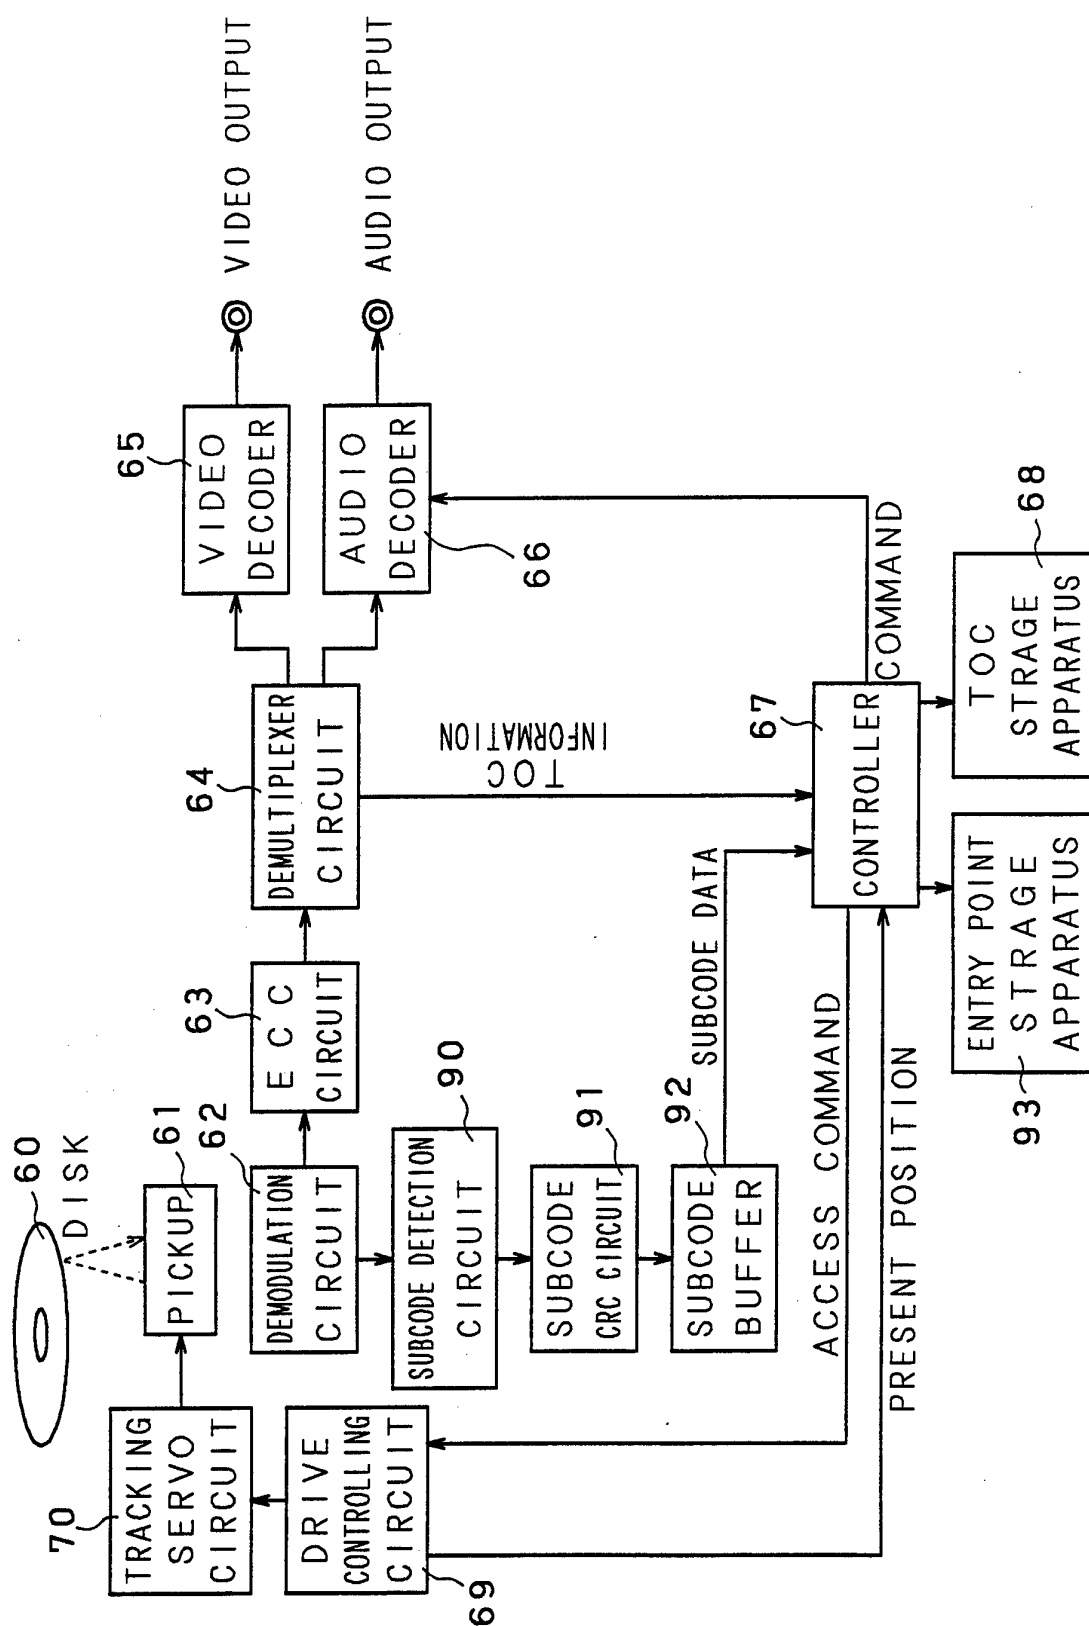 60
DISK
61
PICKUP
70
TRACKING
SERVO
CIRCUIT
62
DEMODULATION
CIRCUIT
63
ECC
CIRCUIT
64
DEMULTIPLEXER
CIRCUIT
65
VIDEO
DECODER
VIDEO OUTPUT
AUDIO
DECODER
66
AUDIO OUTPUT
DRIVE
CONTROLLING
CIRCUIT
69
90
SUBCODE DETECTION
CIRCUIT
91
SUBCODE
CRC CIRCUIT
92
SUBCODE
BUFFER
SUBCODE DATA
TOC
INFORMATION
67
CONTROLLER
COMMAND
ACCESS COMMAND
PRESENT POSITION
93
ENTRY POINT
STRAGE
APPARATUS
68
TOC
STRAGE
APPARATUS